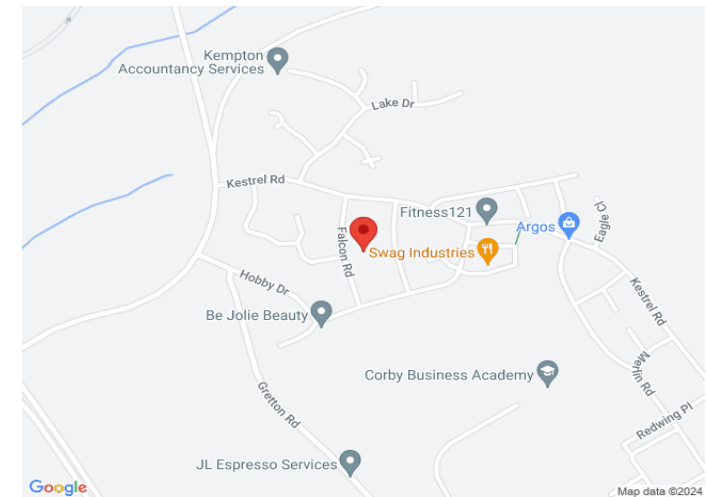 Kempton
Accountancy Services
Lake Dr
Kestrel Rd
Fitness121
Eagle Cl
Argos
Falcon Rd
Swag Industries
Hobby Dr
Kestrel Rd
Be Jolie Beauty
Merlin Rd
Corby Business Academy
Gretton Rd
Redwing Pl
JL Espresso Services
Google
Map data ©2024